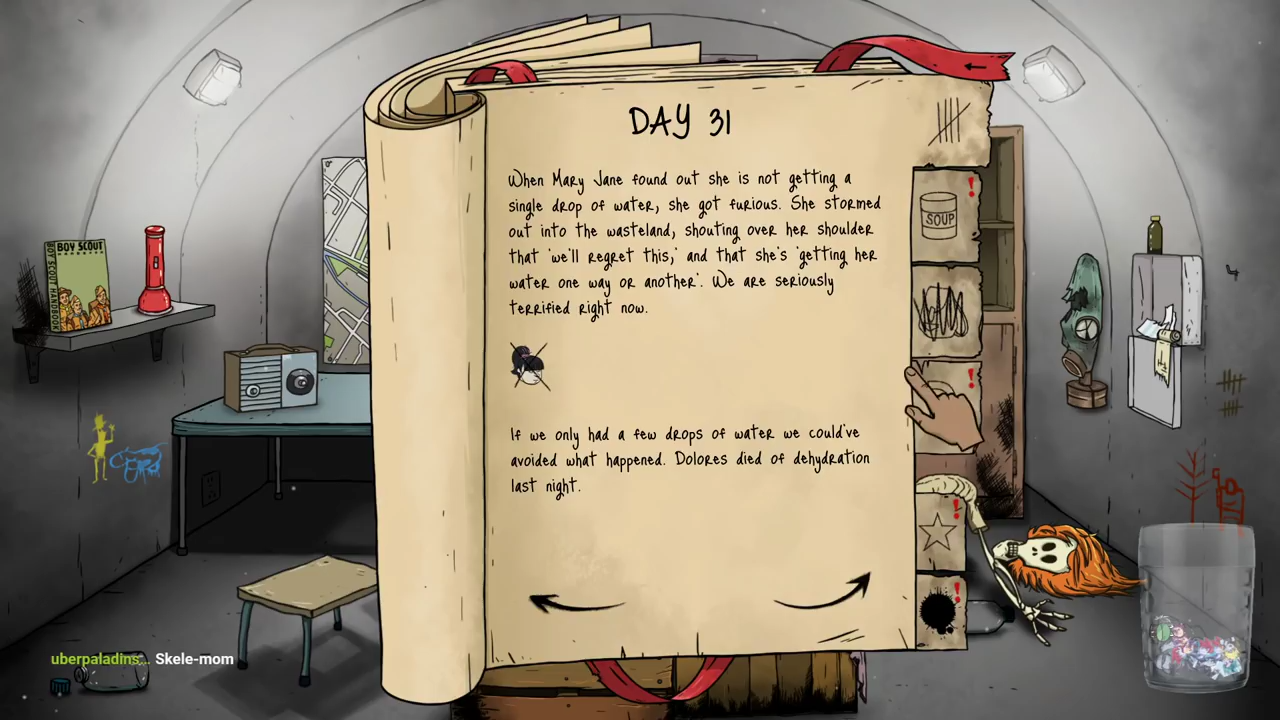 DAY 31
When Mary Jane found out she is not getting a
single drop of water, she got furious. She stormed
out into the wasteland, shouting over her shoulder
that 'we'll regret this,' and that she's 'getting her
water one way or another'. We are seriously
terrified right now.
If we only had a few drops of water we could've
avoided what happened. Dolores died of dehydration
last night.
SOUP
BOY SCOUT
BOY SCOUT HANDBOOK
uberpaladins... Skele-mom